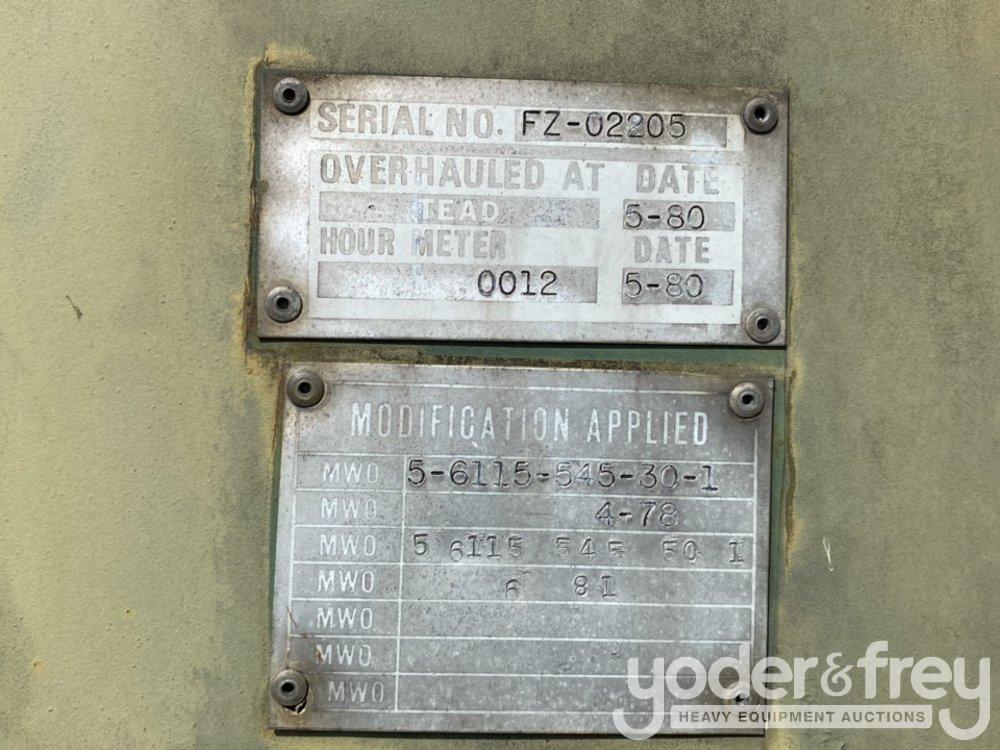 SERIAL NO. FZ-02205
OVERHAULED AT DATE
TEAD 5-80
HOUR METER DATE
0012 5-80
MODIFICATION APPLIED
MWO 5-6115-545-30-1
MWO 4-78
MWO 5 6115 545 50 1
MWO 6 81
MWO
MWO
MWO
yoder&frey
HEAVY EQUIPMENT AUCTIONS